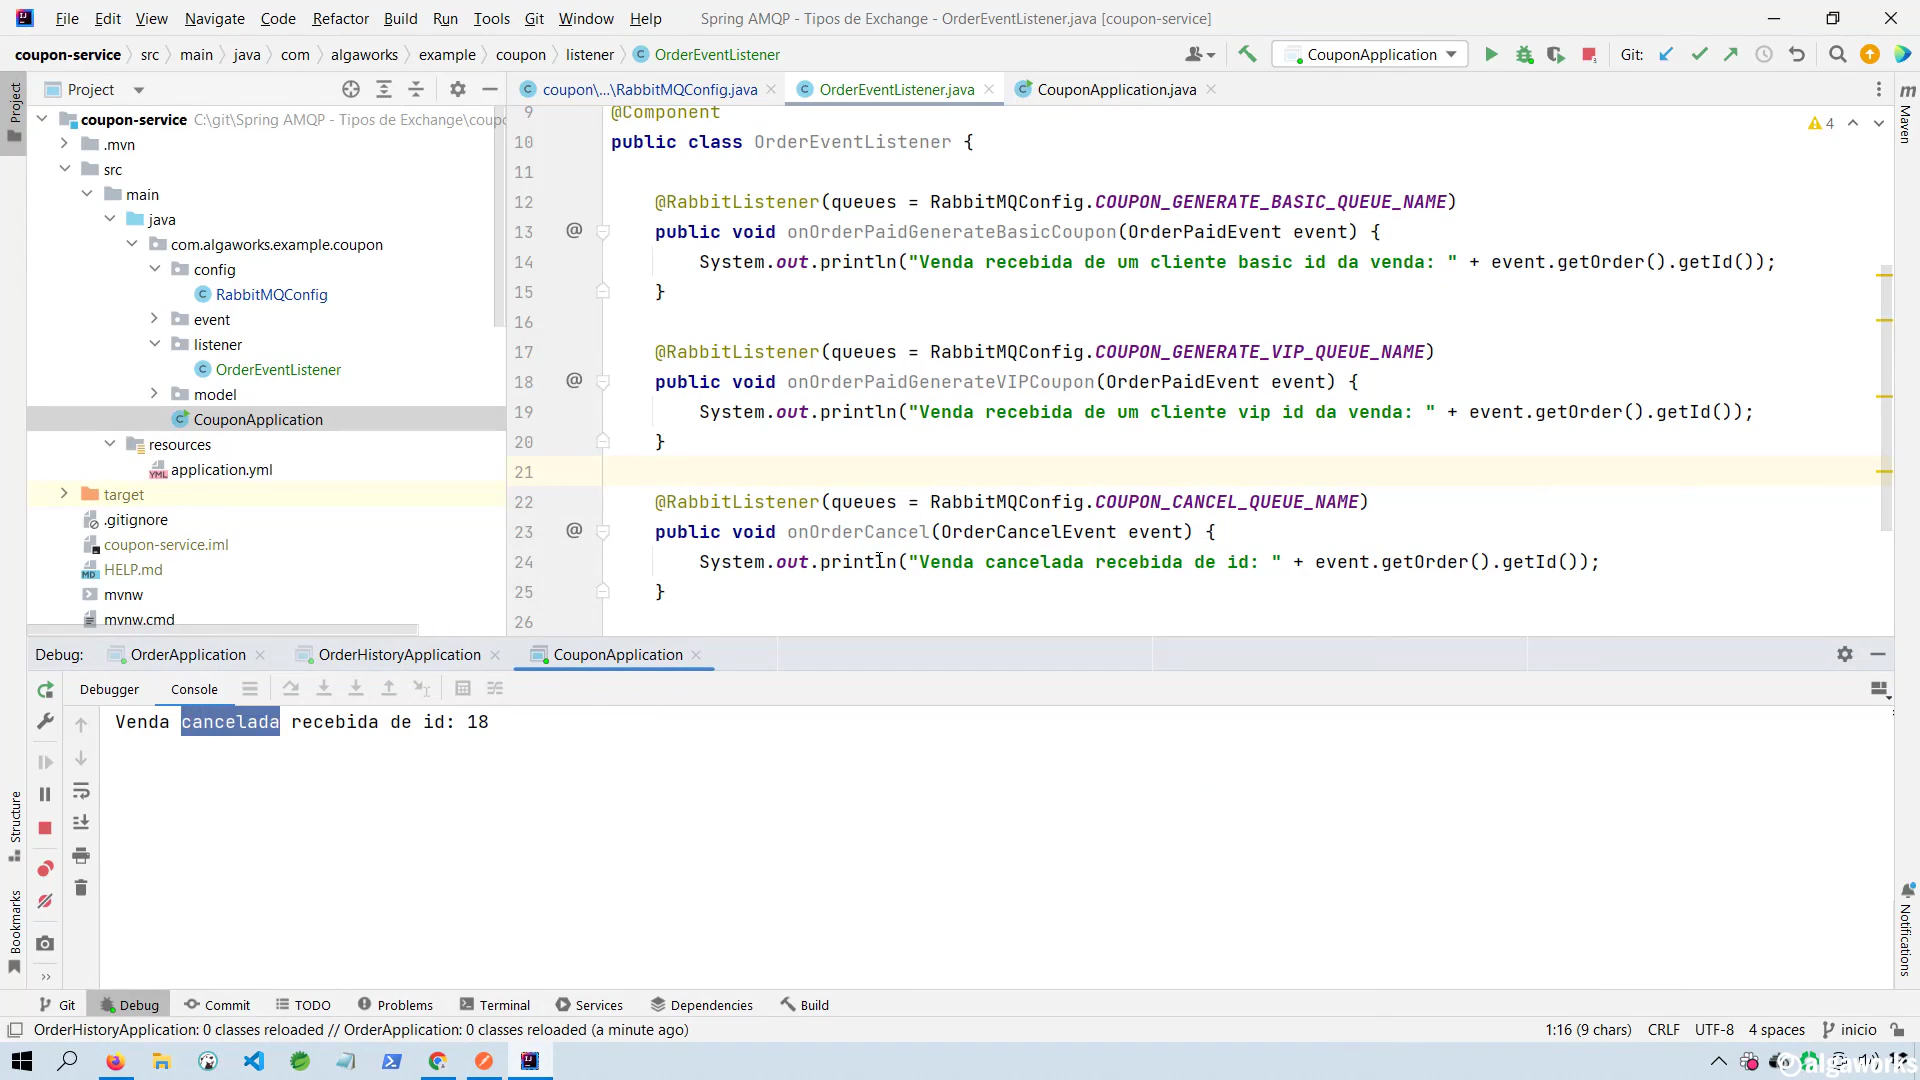 File Edit View Navigate Code Refactor Build Run Tools Git Window Help Spring AMQP - Tipos de Exchange - OrderEventListener.java [coupon-service]
coupon-service src main java com algaworks example coupon listener OrderEventListener CouponApplication Git:
Project
Project
coupon\...\RabbitMQConfig.java
OrderEventListener.java
CouponApplication.java
Maven
coupon-service C:\git\Spring AMQP - Tipos de Exchange\coupo
.mvn
src
main
java
com.algaworks.example.coupon
config
RabbitMQConfig
event
listener
OrderEventListener
model
CouponApplication
resources
application.yml
target
.gitignore
coupon-service.iml
HELP.md
mvnw
mvnw.cmd
4
9 @Component
10 public class OrderEventListener {
11
12 @RabbitListener(queues = RabbitMQConfig.COUPON_GENERATE_BASIC_QUEUE_NAME)
13 public void onOrderPaidGenerateBasicCoupon(OrderPaidEvent event) {
14 System.out.println("Venda recebida de um cliente basic id da venda: " + event.getOrder().getId());
15 }
16
17 @RabbitListener(queues = RabbitMQConfig.COUPON_GENERATE_VIP_QUEUE_NAME)
18 public void onOrderPaidGenerateVIPCoupon(OrderPaidEvent event) {
19 System.out.println("Venda recebida de um cliente vip id da venda: " + event.getOrder().getId());
20 }
21
22 @RabbitListener(queues = RabbitMQConfig.COUPON_CANCEL_QUEUE_NAME)
23 public void onOrderCancel(OrderCancelEvent event) {
24 System.out.println("Venda cancelada recebida de id: " + event.getOrder().getId());
25 }
26
Debug: OrderApplication OrderHistoryApplication CouponApplication
Debugger Console
Venda cancelada recebida de id: 18
Structure
Bookmarks
Notifications
Git Debug Commit TODO Problems Terminal Services Dependencies Build
OrderHistoryApplication: 0 classes reloaded // OrderApplication: 0 classes reloaded (a minute ago) 1:16 (9 chars) CRLF UTF-8 4 spaces inicio
algaworks